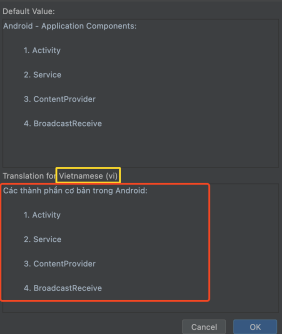 Default Value:
Android - Application Components:
1. Activity
2. Service
3. ContentProvider
4. BroadcastReceive
Translation for Vietnamese (vi)
Các thành phần cơ bản trong Android:
1. Activity
2. Service
3. ContentProvider
4. BroadcastReceive
Cancel OK